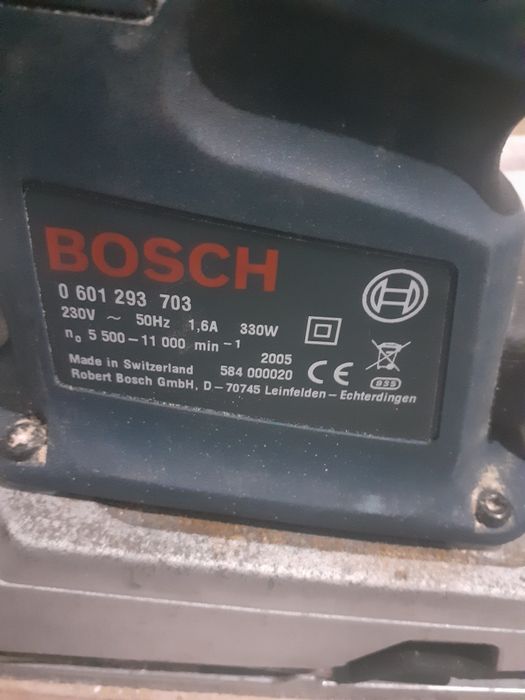 BOSCH
0 601 293 703
230V ~ 50Hz 1,6A 330W
n₀ 5 500 – 11 000 min⁻¹
2005
Made in Switzerland 584 000020 CE
Robert Bosch GmbH, D – 70745 Leinfelden – Echterdingen